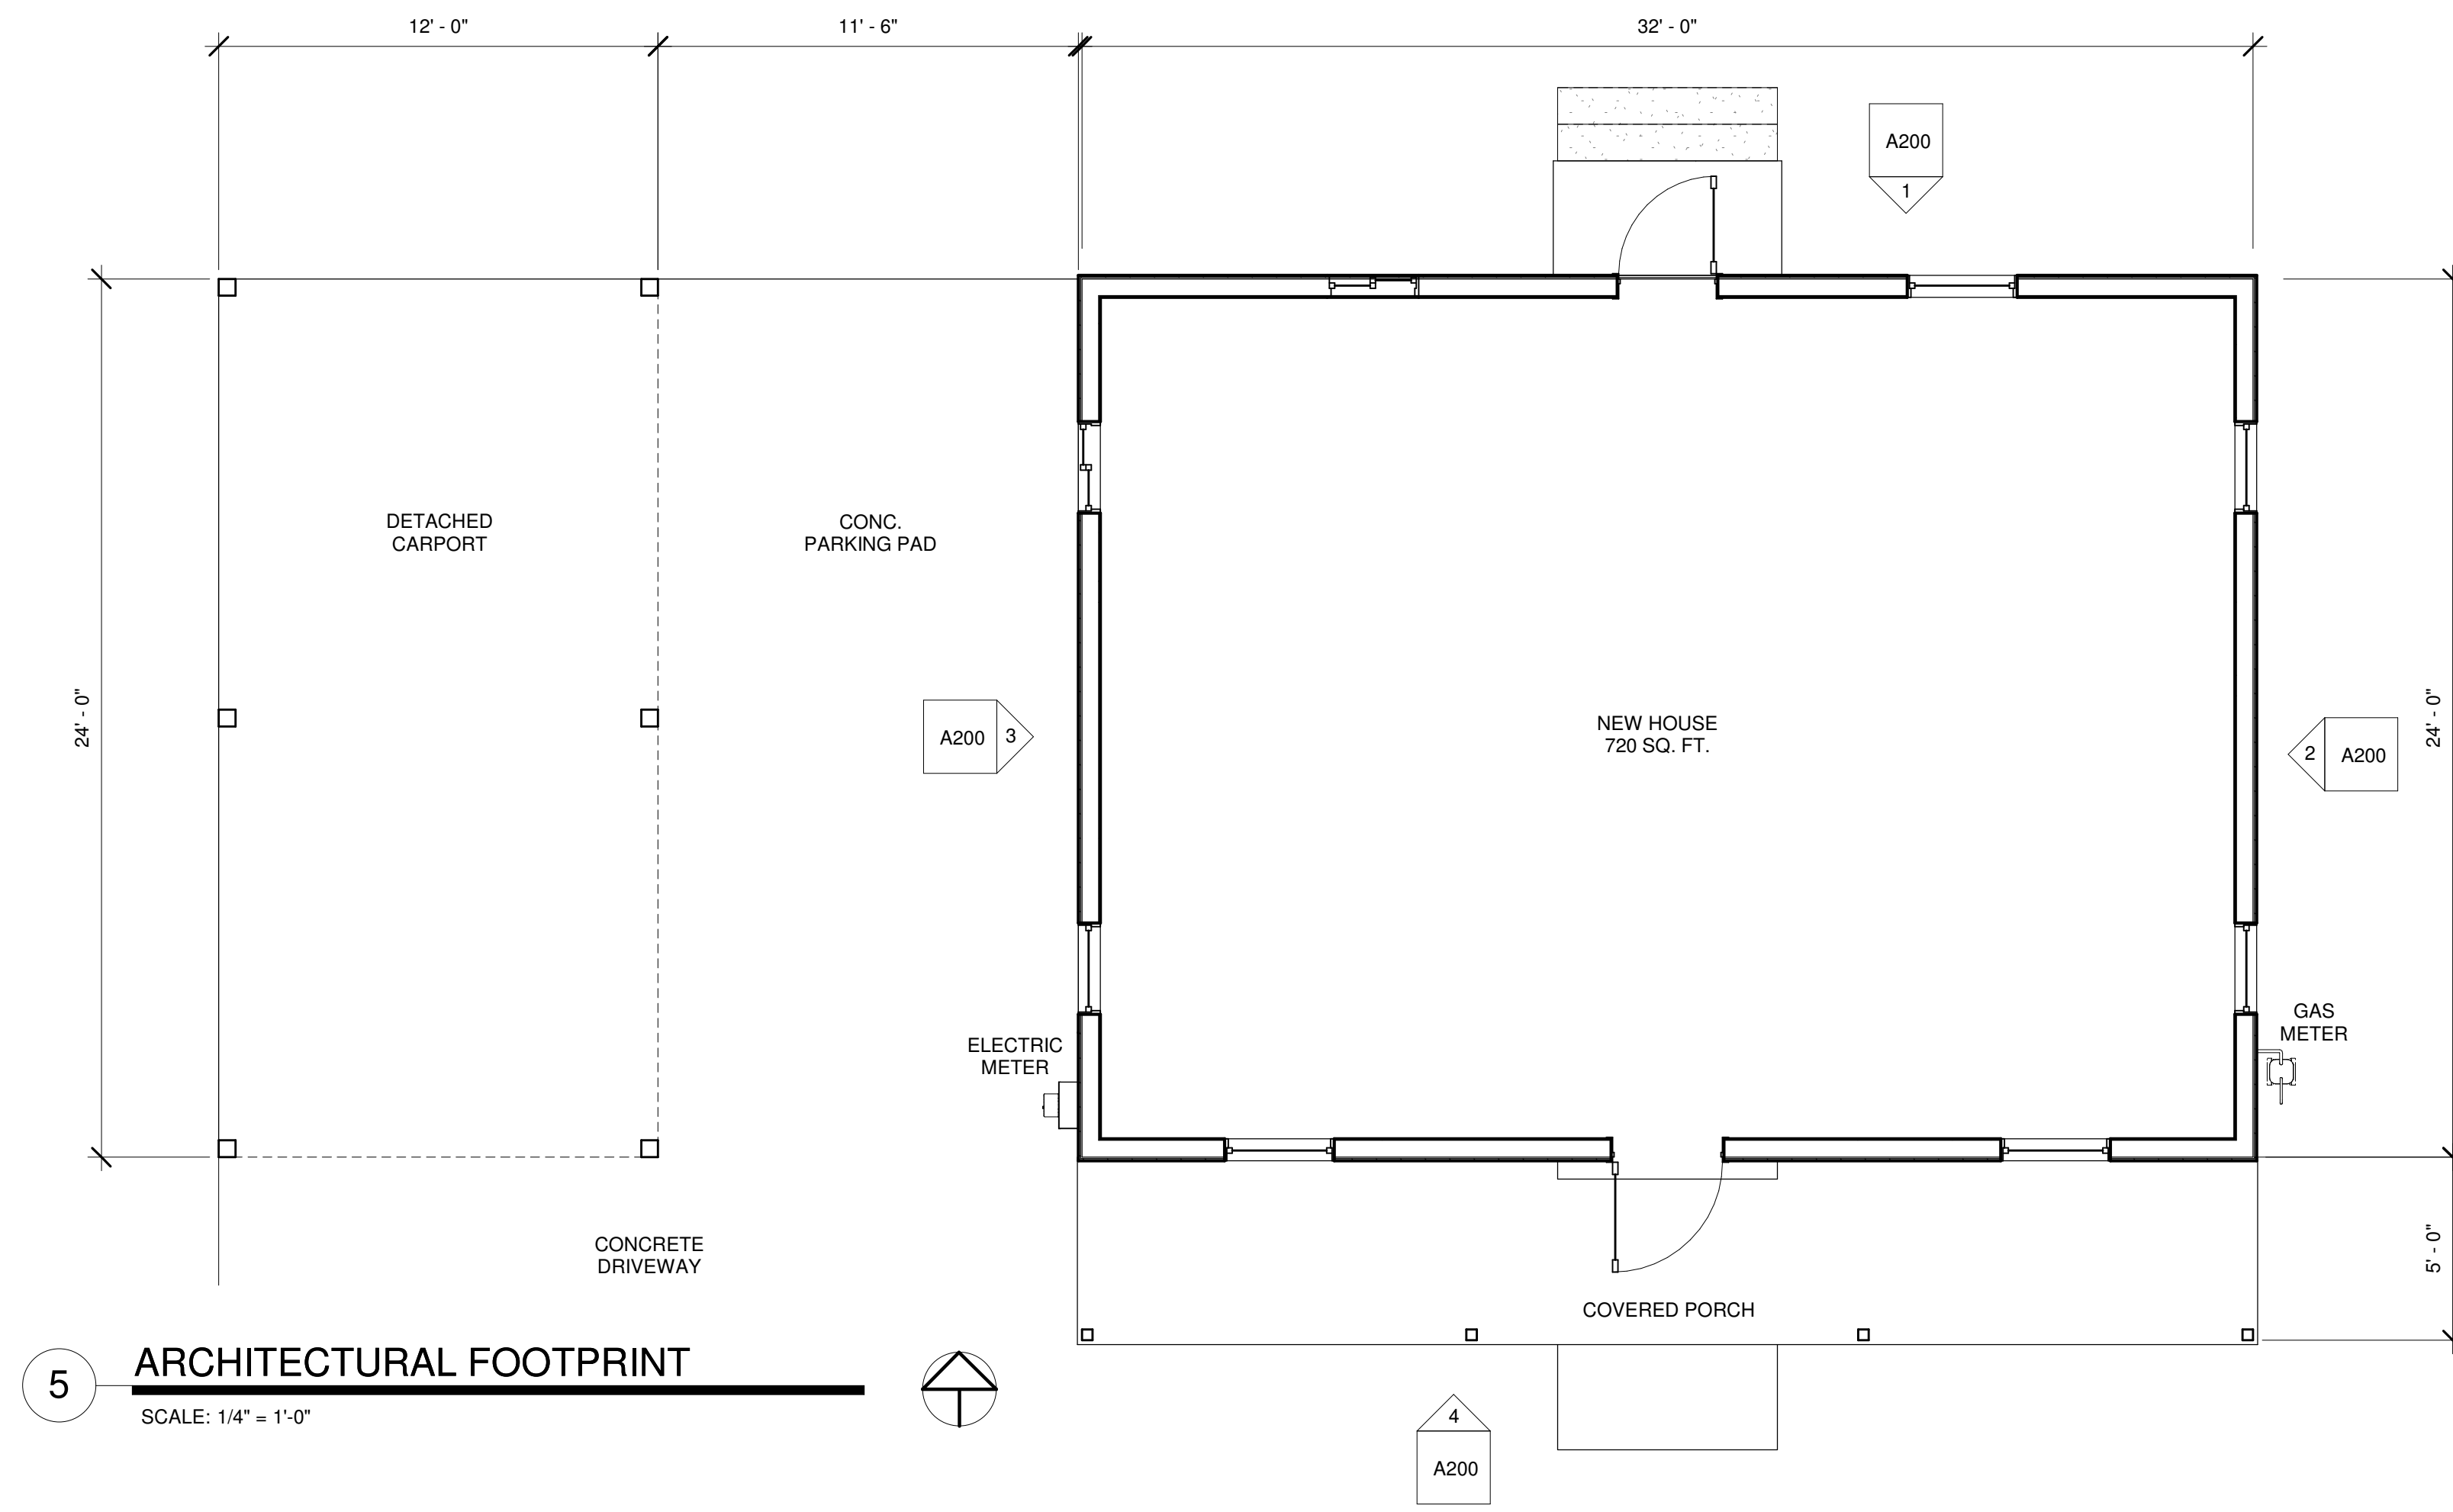 12' - 0"
11' - 6"
32' - 0"
A200
1
DETACHED
CARPORT
CONC.
PARKING PAD
24' - 0"
A200
3
NEW HOUSE
720 SQ. FT.
2
A200
24' - 0"
ELECTRIC
METER
GAS
METER
CONCRETE
DRIVEWAY
5' - 0"
COVERED PORCH
5
ARCHITECTURAL FOOTPRINT
SCALE: 1/4" = 1'-0"
4
A200